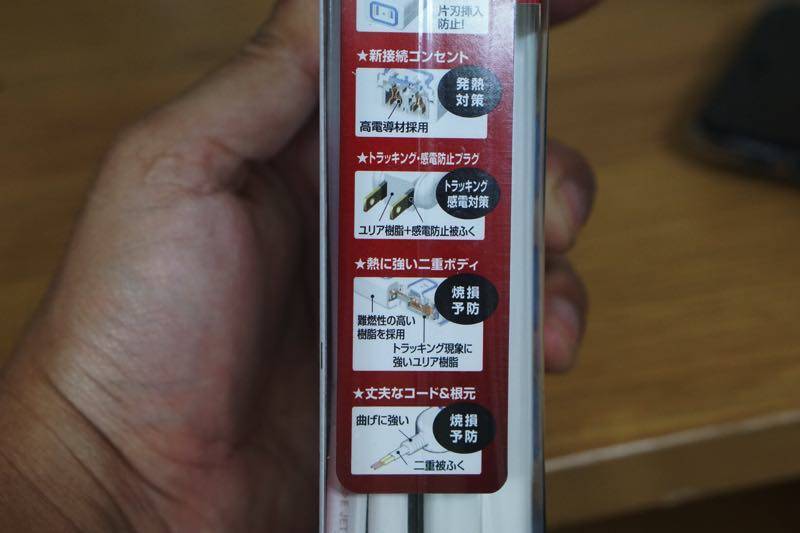 片刃挿入
防止!
★新接続コンセント
発熱
対策
高電導材採用
★トラッキング・感電防止プラグ
トラッキング
感電対策
ユリア樹脂+感電防止被ふく
★熱に強い二重ボディ
焼損
予防
難燃性の高い
樹脂を採用
トラッキング現象に
強いユリア樹脂
★丈夫なコード&根元
曲げに強い
焼損
予防
二重被ふく